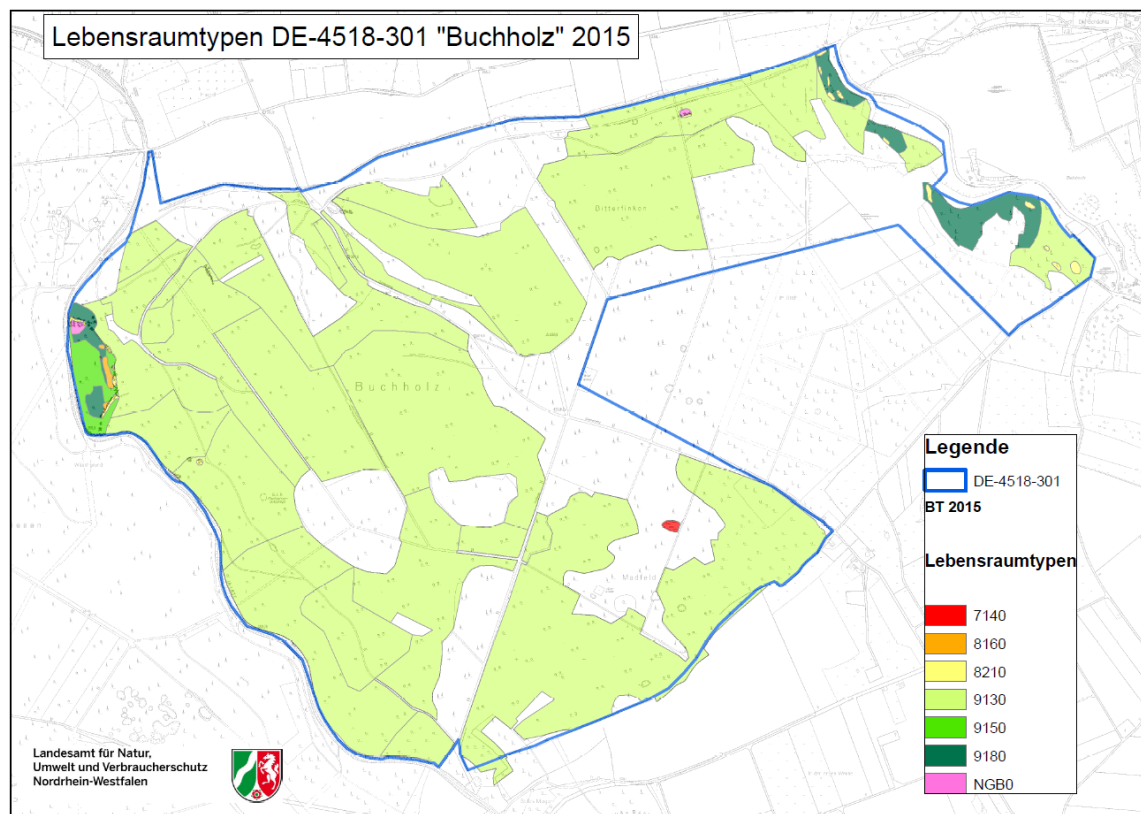 Lebensraumtypen DE-4518-301 "Buchholz" 2015
Bitterfinken
Buchholz
Madfeld
Legende
DE-4518-301
BT 2015
Lebensraumtypen
7140
8160
8210
9130
9150
9180
NGB0
Landesamt für Natur,
Umwelt und Verbraucherschutz
Nordrhein-Westfalen